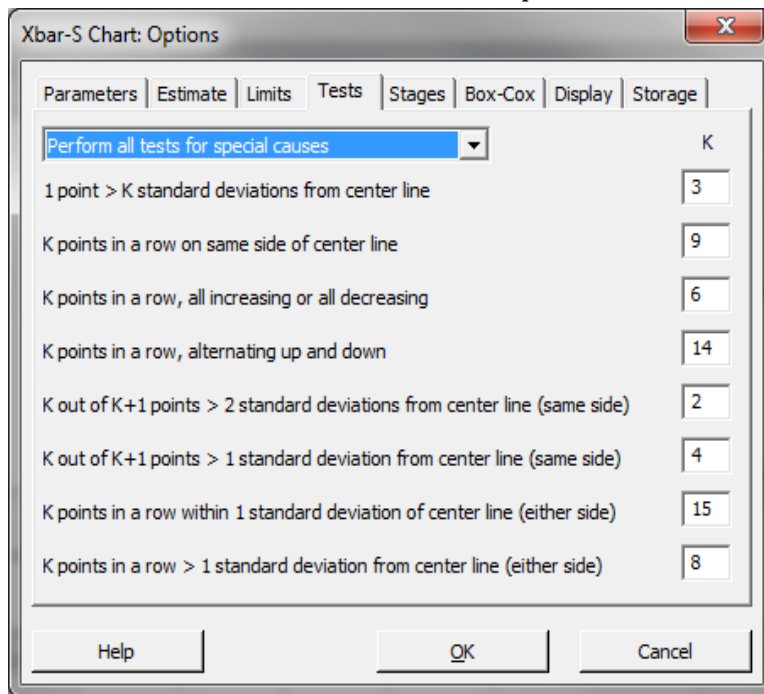 Xbar-S Chart: Options
Parameters Estimate Limits Tests Stages Box-Cox Display Storage
Perform all tests for special causes K
1 point > K standard deviations from center line 3
K points in a row on same side of center line 9
K points in a row, all increasing or all decreasing 6
K points in a row, alternating up and down 14
K out of K+1 points > 2 standard deviations from center line (same side) 2
K out of K+1 points > 1 standard deviation from center line (same side) 4
K points in a row within 1 standard deviation of center line (either side) 15
K points in a row > 1 standard deviation from center line (either side) 8
Help OK Cancel